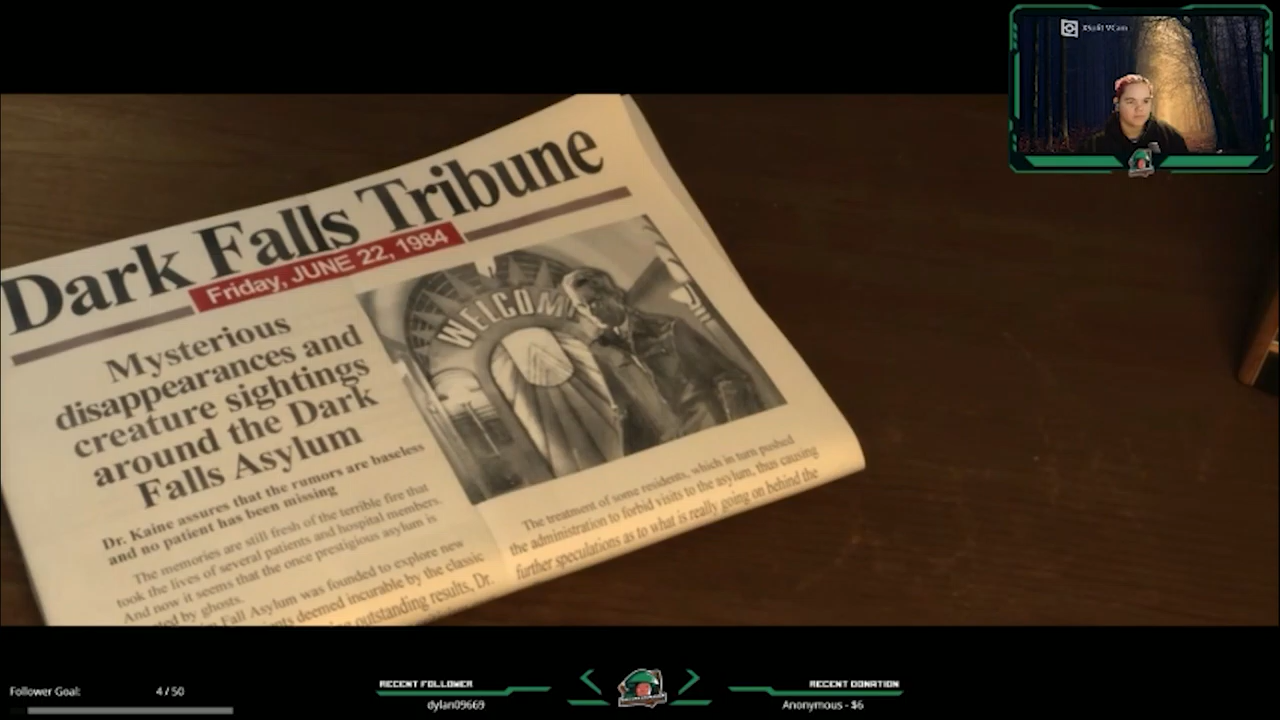 XSplit VCam
Dark Falls Tribune
Friday, JUNE 22, 1984
Mysterious
disappearances and
creature sightings
around the Dark
Falls Asylum
Dr. Kaine assures that the rumors are baseless
and no patient has been missing
The memories are still fresh of the terrible fire that
took the lives of several patients and hospital members.
And now it seems that the once prestigious asylum is
by ghosts.
Fall Asylum was founded to explore new
deemed incurable by the classic
outstanding results, Dr.
WELCOM
The treatment of some residents, which in turn pushed
the administration to forbid visits to the asylum, thus causing
further speculations as to what is really going on behind the
Follower Goal: 4 / 50
RECENT FOLLOWER
dylan09669
RECENT DONATION
Anonymous - $6